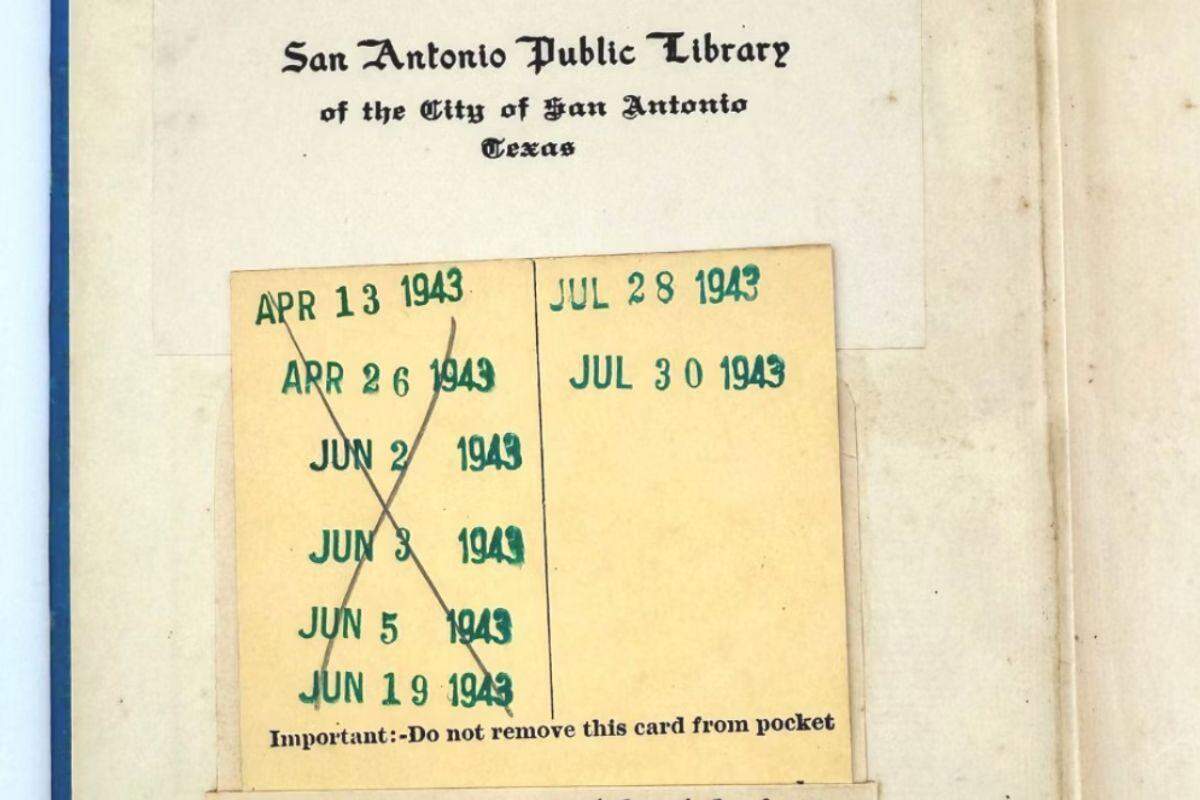 San Antonio Public Library
of the City of San Antonio
Texas
APR 13 1943
APR 26 1943
JUN 2 1943
JUN 3 1943
JUN 5 1943
JUN 19 1943
JUL 28 1943
JUL 30 1943
Important:-Do not remove this card from pocket